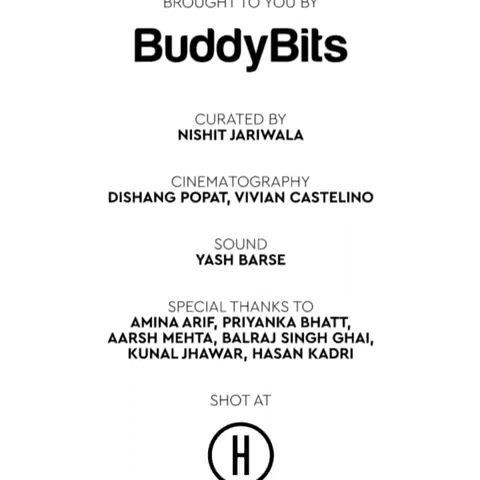 BROUGHT TO YOU BY
BuddyBits
CURATED BY
NISHIT JARIWALA
CINEMATOGRAPHY
DISHANG POPAT, VIVIAN CASTELINO
SOUND
YASH BARSE
SPECIAL THANKS TO
AMINA ARIF, PRIYANKA BHATT,
AARSH MEHTA, BALRAJ SINGH GHAI,
KUNAL JHAWAR, HASAN KADRI
SHOT AT
H